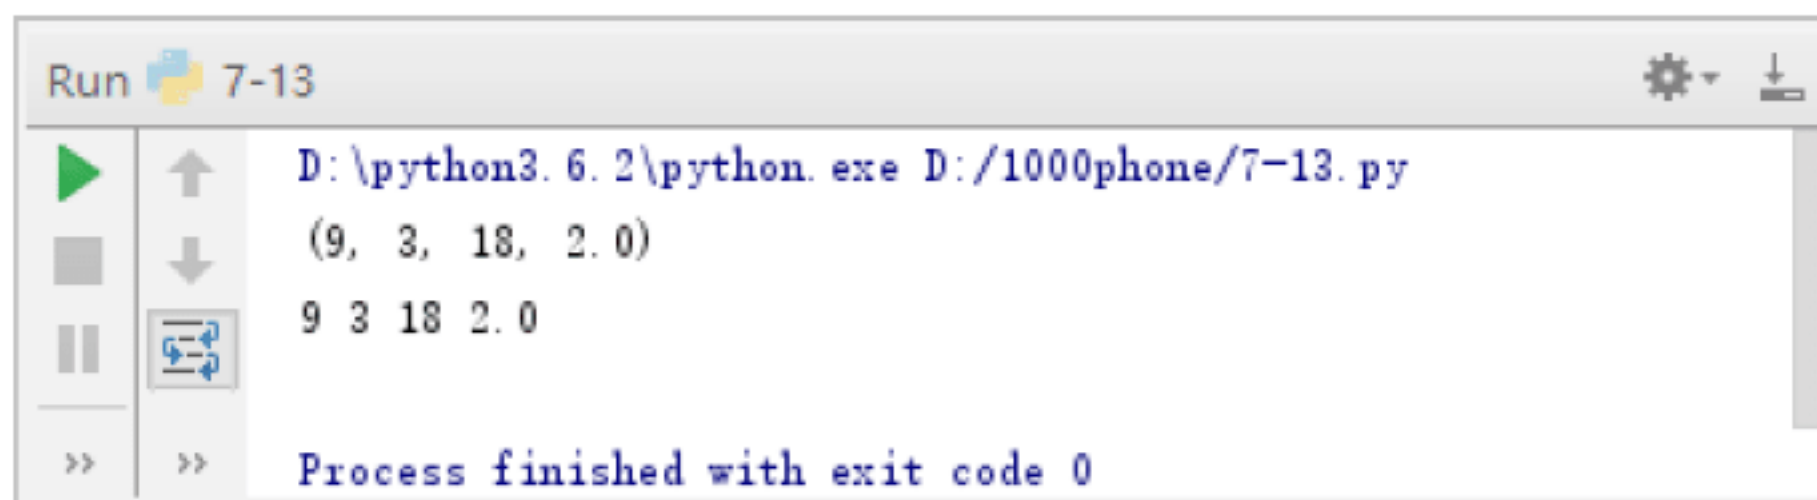 Run 7-13
D:\python3.6.2\python.exe D:/1000phone/7-13.py
(9, 3, 18, 2.0)
9 3 18 2.0
Process finished with exit code 0